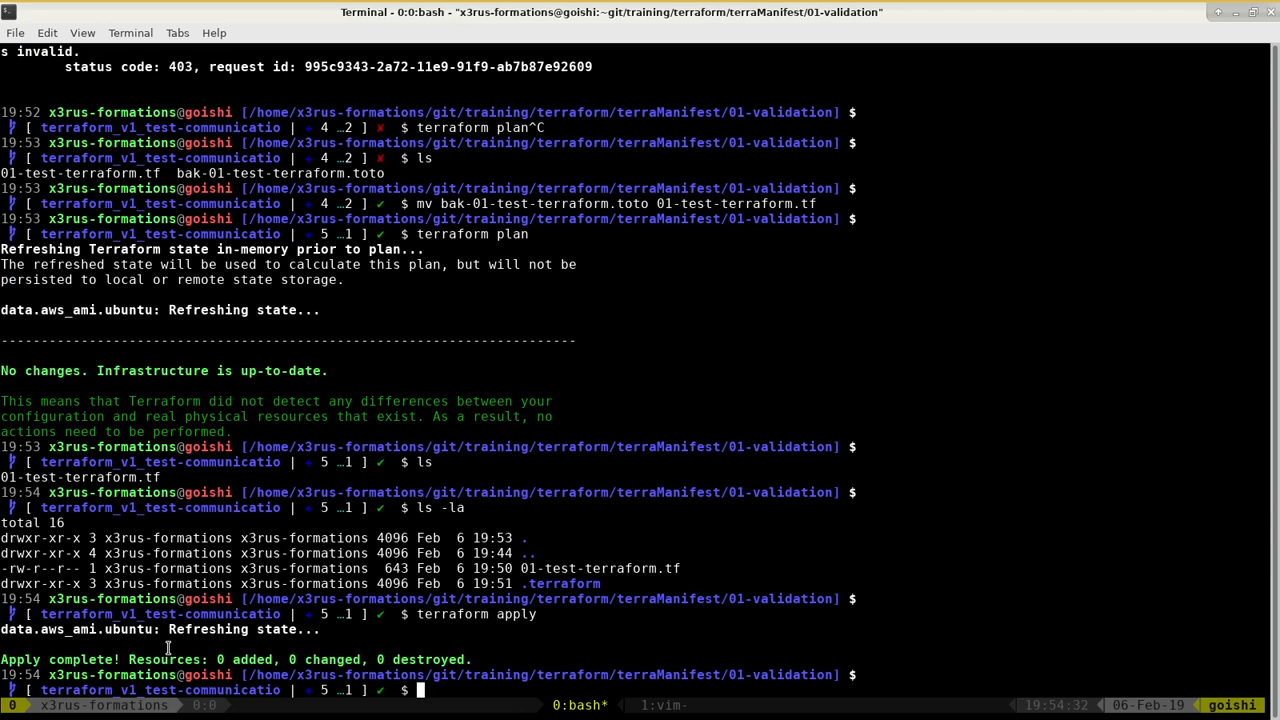 Terminal - 0:0:bash - "x3rus-formations@goishi:~git/training/terraform/terraManifest/01-validation"
File Edit View Terminal Tabs Help
s invalid.
status code: 403, request id: 995c9343-2a72-11e9-91f9-ab7b87e92609
19:52 x3rus-formations@goishi [/home/x3rus-formations/git/training/terraform/terraManifest/01-validation] $
[ terraform_v1_test-communicatio | + 4 …2 ] ✘ $ terraform plan^C
19:53 x3rus-formations@goishi [/home/x3rus-formations/git/training/terraform/terraManifest/01-validation] $
[ terraform_v1_test-communicatio | + 4 …2 ] ✘ $ ls
01-test-terraform.tf bak-01-test-terraform.toto
19:53 x3rus-formations@goishi [/home/x3rus-formations/git/training/terraform/terraManifest/01-validation] $
[ terraform_v1_test-communicatio | + 4 …2 ] ✔ $ mv bak-01-test-terraform.toto 01-test-terraform.tf
19:53 x3rus-formations@goishi [/home/x3rus-formations/git/training/terraform/terraManifest/01-validation] $
[ terraform_v1_test-communicatio | + 5 …1 ] ✔ $ terraform plan
Refreshing Terraform state in-memory prior to plan...
The refreshed state will be used to calculate this plan, but will not be
persisted to local or remote state storage.
data.aws_ami.ubuntu: Refreshing state...
------------------------------------------------------------------------
No changes. Infrastructure is up-to-date.
This means that Terraform did not detect any differences between your
configuration and real physical resources that exist. As a result, no
actions need to be performed.
19:53 x3rus-formations@goishi [/home/x3rus-formations/git/training/terraform/terraManifest/01-validation] $
[ terraform_v1_test-communicatio | + 5 …1 ] ✔ $ ls
01-test-terraform.tf
19:54 x3rus-formations@goishi [/home/x3rus-formations/git/training/terraform/terraManifest/01-validation] $
[ terraform_v1_test-communicatio | + 5 …1 ] ✔ $ ls -la
total 16
drwxr-xr-x 3 x3rus-formations x3rus-formations 4096 Feb 6 19:53 .
drwxr-xr-x 4 x3rus-formations x3rus-formations 4096 Feb 6 19:44 ..
-rw-r--r-- 1 x3rus-formations x3rus-formations 643 Feb 6 19:50 01-test-terraform.tf
drwxr-xr-x 3 x3rus-formations x3rus-formations 4096 Feb 6 19:51 .terraform
19:54 x3rus-formations@goishi [/home/x3rus-formations/git/training/terraform/terraManifest/01-validation] $
[ terraform_v1_test-communicatio | + 5 …1 ] ✔ $ terraform apply
data.aws_ami.ubuntu: Refreshing state...
Apply complete! Resources: 0 added, 0 changed, 0 destroyed.
19:54 x3rus-formations@goishi [/home/x3rus-formations/git/training/terraform/terraManifest/01-validation] $
[ terraform_v1_test-communicatio | + 5 …1 ] ✔ $
0 x3rus-formations 0:0 0:bash* 1:vim- 19:54:32 06-Feb-19 goishi